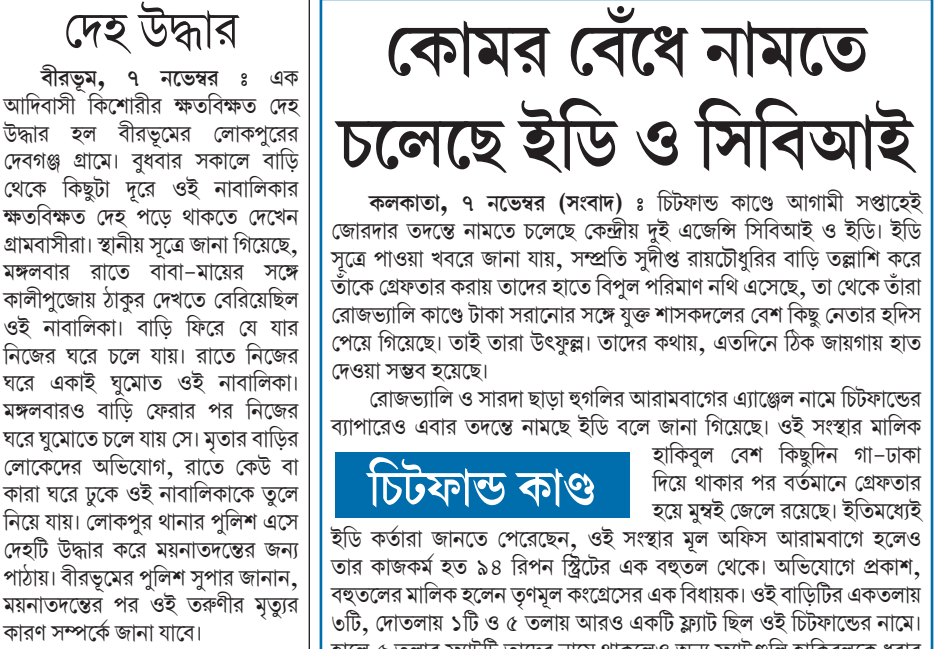 দেহ উদ্ধার
বীরভূম, ৭ নভেম্বর ঃ এক
আদিবাসী কিশোরীর ক্ষতবিক্ষত দেহ
উদ্ধার হল বীরভূমের লোকপুরের
দেবগঞ্জ গ্রামে। বুধবার সকালে বাড়ি
থেকে কিছুটা দূরে ওই নাবালিকার
ক্ষতবিক্ষত দেহ পড়ে থাকতে দেখেন
গ্রামবাসীরা। স্থানীয় সূত্রে জানা গিয়েছে,
মঙ্গলবার রাতে বাবা-মায়ের সঙ্গে
কালীপুজোয় ঠাকুর দেখতে বেরিয়েছিল
ওই নাবালিকা। বাড়ি ফিরে যে যার
নিজের ঘরে চলে যায়। রাতে নিজের
ঘরে একাই ঘুমোত ওই নাবালিকা।
মঙ্গলবারও বাড়ি ফেরার পর নিজের
ঘরে ঘুমোতে চলে যায় সে। মৃতার বাড়ির
লোকেদের অভিযোগ, রাতে কেউ বা
কারা ঘরে ঢুকে ওই নাবালিকাকে তুলে
নিয়ে যায়। লোকপুর থানার পুলিশ এসে
দেহটি উদ্ধার করে ময়নাতদন্তের জন্য
পাঠায়। বীরভূমের পুলিশ সুপার জানান,
ময়নাতদন্তের পর ওই তরুণীর মৃত্যুর
কারণ সম্পর্কে জানা যাবে।
কোমর বেঁধে নামতে
চলেছে ইডি ও সিবিআই
কলকাতা, ৭ নভেম্বর (সংবাদ) ঃ চিটফান্ড কাণ্ডে আগামী সপ্তাহেই
জোরদার তদন্তে নামতে চলেছে কেন্দ্রীয় দুই এজেন্সি সিবিআই ও ইডি। ইডি
সূত্রে পাওয়া খবরে জানা যায়, সম্প্রতি সুদীপ্ত রায়চৌধুরির বাড়ি তল্লাশি করে
তাঁকে গ্রেফতার করায় তাদের হাতে বিপুল পরিমাণ নথি এসেছে, তা থেকে তাঁরা
রোজভ্যালি কাণ্ডে টাকা সরানোর সঙ্গে যুক্ত শাসকদলের বেশ কিছু নেতার হদিস
পেয়ে গিয়েছে। তাই তারা উৎফুল্ল। তাদের কথায়, এতদিনে ঠিক জায়গায় হাত
দেওয়া সম্ভব হয়েছে।
রোজভ্যালি ও সারদা ছাড়া হুগলির আরামবাগের এ্যাঞ্জেল নামে চিটফান্ডের
ব্যাপারেও এবার তদন্তে নামছে ইডি বলে জানা গিয়েছে। ওই সংস্থার মালিক
হাকিবুল বেশ কিছুদিন গা-ঢাকা
দিয়ে থাকার পর বর্তমানে গ্রেফতার
হয়ে মুম্বই জেলে রয়েছে। ইতিমধ্যেই
চিটফান্ড কাণ্ড
ইডি কর্তারা জানতে পেরেছেন, ওই সংস্থার মূল অফিস আরামবাগে হলেও
তার কাজকর্ম হত ৯৪ রিপন স্ট্রিটের এক বহুতল থেকে। অভিযোগে প্রকাশ,
বহুতলের মালিক হলেন তৃণমূল কংগ্রেসের এক বিধায়ক। ওই বাড়িটির একতলায়
৩টি, দোতলায় ১টি ও ৫ তলায় আরও একটি ফ্ল্যাট ছিল ওই চিটফান্ডের নামে।